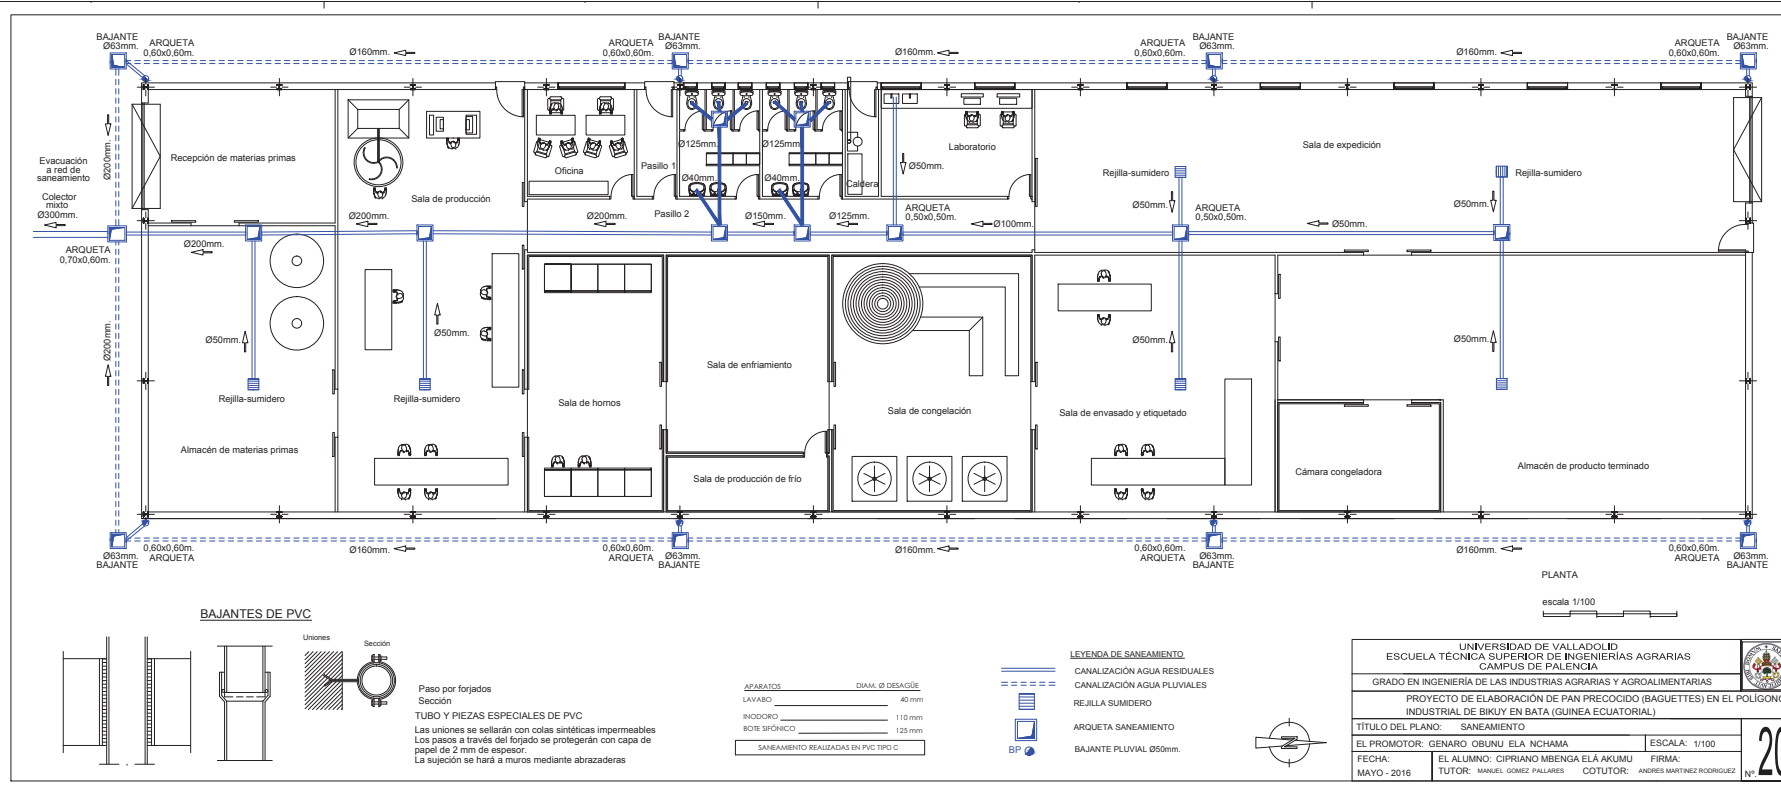 BAJANTE
Ø63mm.
ARQUETA
0,60x0,60m.
Ø160mm.
ARQUETA
0,60x0,60m.
BAJANTE
Ø63mm.
Ø160mm.
ARQUETA
0,60x0,60m.
BAJANTE
Ø63mm.
Ø160mm.
ARQUETA
0,60x0,60m.
BAJANTE
Ø63mm.
Ø200mm.
Evacuación
a red de
saneamiento
Colector
mixto
Ø300mm.
ARQUETA
0,70x0,60m.
Recepción de materias primas
Sala de producción
Oficina
Pasillo 1
Pasillo 2
Ø125mm.
Ø125mm.
Ø40mm.
Ø40mm.
Caldera
Laboratorio
Ø50mm.
Sala de expedición
Rejilla-sumidero
Rejilla-sumidero
Ø50mm.
Ø50mm.
Ø200mm.
Ø200mm.
Ø200mm.
Ø150mm.
Ø125mm.
ARQUETA
0,50x0,50m.
Ø100mm.
ARQUETA
0,50x0,50m.
Ø50mm.
Ø200mm.
Ø50mm.
Ø50mm.
Ø50mm.
Ø50mm.
Rejilla-sumidero
Rejilla-sumidero
Almacén de materias primas
Sala de hornos
Sala de enfriamiento
Sala de producción de frío
Sala de congelación
Sala de envasado y etiquetado
Cámara congeladora
Almacén de producto terminado
Ø63mm.
BAJANTE
0,60x0,60m.
ARQUETA
Ø160mm.
0,60x0,60m.
ARQUETA
Ø63mm.
BAJANTE
Ø160mm.
0,60x0,60m.
ARQUETA
Ø63mm.
BAJANTE
Ø160mm.
0,60x0,60m.
ARQUETA
Ø63mm.
BAJANTE
PLANTA
escala 1/100
BAJANTES DE PVC
Uniones
Sección
Paso por forjados
Sección
TUBO Y PIEZAS ESPECIALES DE PVC
Las uniones se sellarán con colas sintéticas impermeables
Los pasos a través del forjado se protegerán con capa de
papel de 2 mm de espesor.
La sujeción se hará a muros mediante abrazaderas
APARATOS DIAM. Ø DESAGÜE
LAVABO 40 mm
INODORO 110 mm
BOTE SIFÓNICO 125 mm
SANEAMIENTO REALIZADAS EN PVC TIPO C
LEYENDA DE SANEAMIENTO
CANALIZACIÓN AGUA RESIDUALES
CANALIZACIÓN AGUA PLUVIALES
REJILLA SUMIDERO
ARQUETA SANEAMIENTO
BP BAJANTE PLUVIAL Ø50mm.
N
UNIVERSIDAD DE VALLADOLID
ESCUELA TÉCNICA SUPERIOR DE INGENIERÍAS AGRARIAS
CAMPUS DE PALENCIA
GRADO EN INGENIERÍA DE LAS INDUSTRIAS AGRARIAS Y AGROALIMENTARIAS
PROYECTO DE ELABORACIÓN DE PAN PRECOCIDO (BAGUETTES) EN EL POLÍGONO
INDUSTRIAL DE BIKUY EN BATA (GUINEA ECUATORIAL)
TÍTULO DEL PLANO: SANEAMIENTO
EL PROMOTOR: GENARO OBUNU ELA NCHAMA ESCALA: 1/100
FECHA: EL ALUMNO: CIPRIANO MBENGA ELÁ AKUMU FIRMA:
MAYO - 2016 TUTOR: MANUEL GOMEZ PALLARES COTUTOR: ANDRES MARTINEZ RODRIGUEZ
Nº. 20